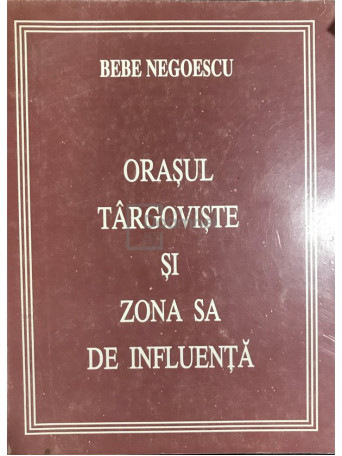 BEBE NEGOESCU
ORAȘUL
TÂRGOVIȘTE
ȘI
ZONA SA
DE INFLUENȚĂ